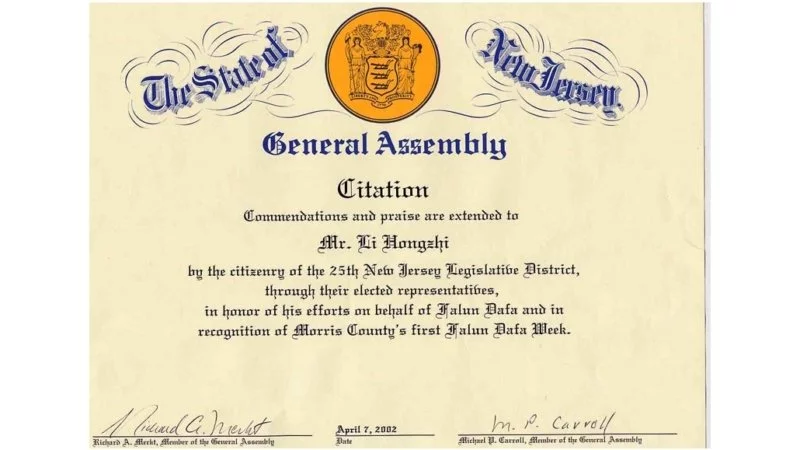 The State of New Jersey.
General Assembly
Citation
Commendations and praise are extended to
Mr. Li Hongzhi
by the citizenry of the 25th New Jersey Legislative District,
through their elected representatives,
in honor of his efforts on behalf of Falun Dafa and in
recognition of Morris County's first Falun Dafa Week.
Richard A. Merkt M. P. Carroll
April 7, 2002
Richard A. Merkt, Member of the General Assembly Date Michael P. Carroll, Member of the General Assembly